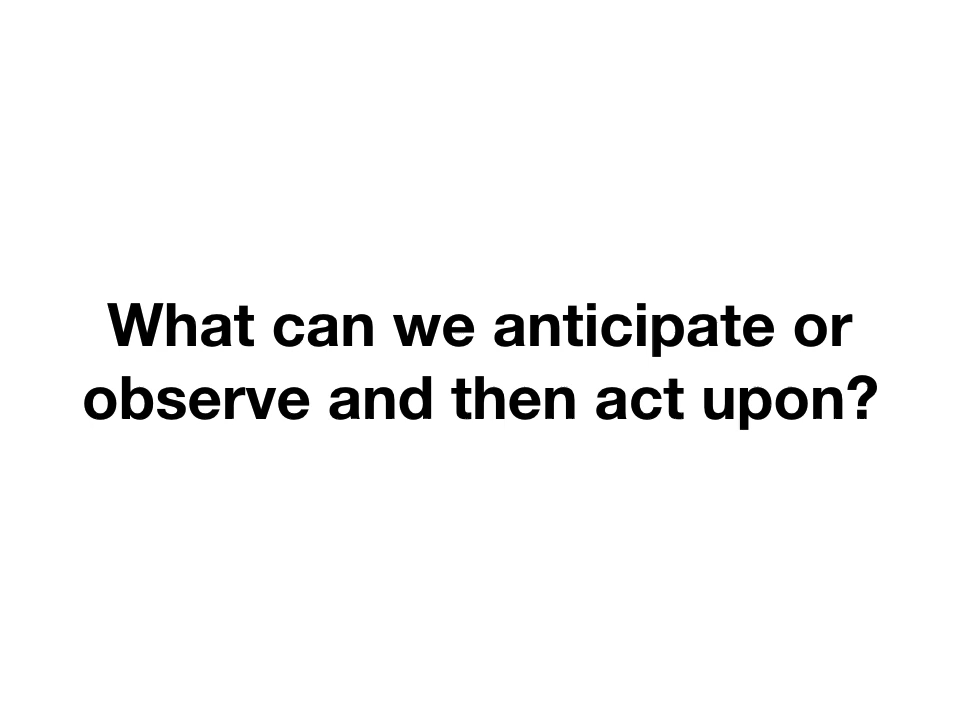 What can we anticipate or
observe and then act upon?